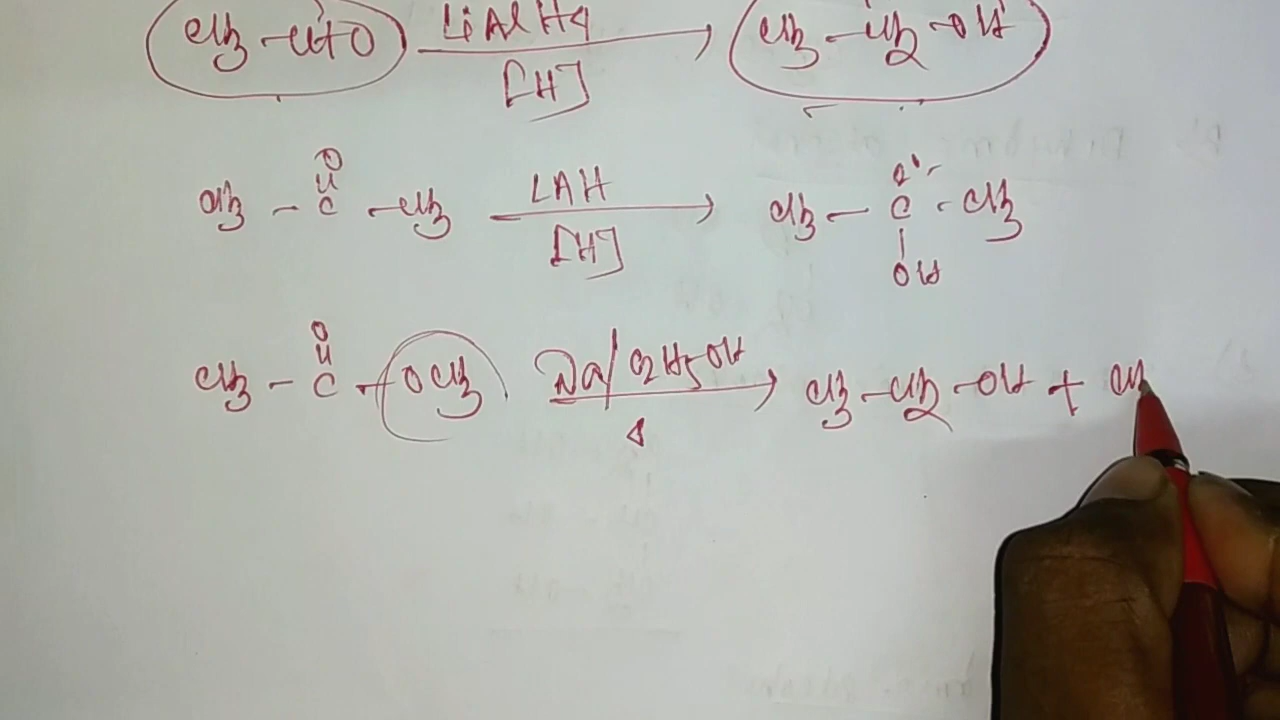 CH3 - CHO LiAlH4 [H] → CH3 - CH2 - OH
O
CH3 - C - CH3 LAH [H] → CH3 - C - CH3
OH
O
CH3 - C - OCH3 Na/C2H5OH Δ → CH3 - CH2 - OH + CH